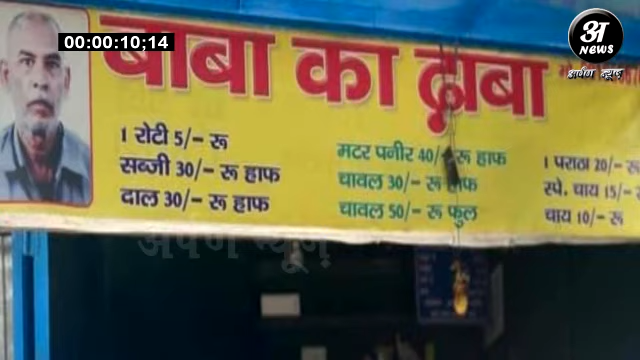 00:00:10;14
अ
NEWS
बाबा का ढ़ाबा
1 रोटी 5/- रू
सब्जी 30/- रू हाफ
दाल 30/- रू हाफ
मटर पनीर 40/- रू हाफ
चावल 30/- रू हाफ
चावल 50/- रू फुल
1 पराठा 20/- रू
स्पे. चाय 15/-
चाय 10/- रू
अपण न्यूज़